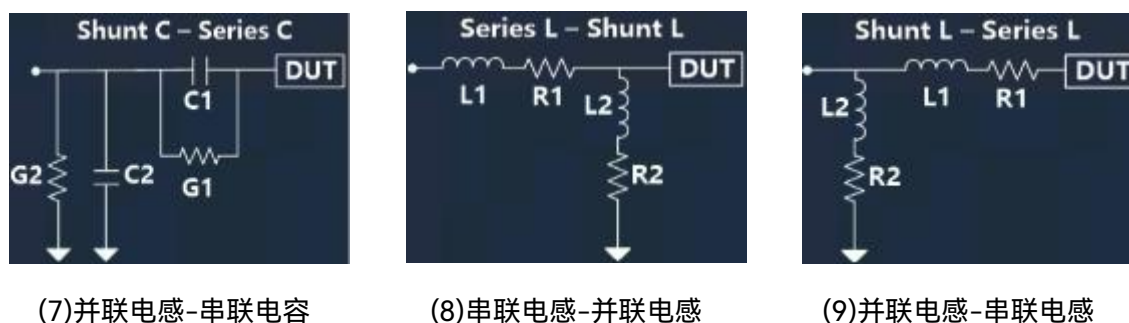 Shunt C – Series C
DUT
C1
G2
C2
G1
Series L – Shunt L
DUT
L1
R1
L2
R2
Shunt L – Series L
DUT
L2
L1
R1
R2
(7)并联电感–串联电容
(8)串联电感–并联电感
(9)并联电感–串联电感